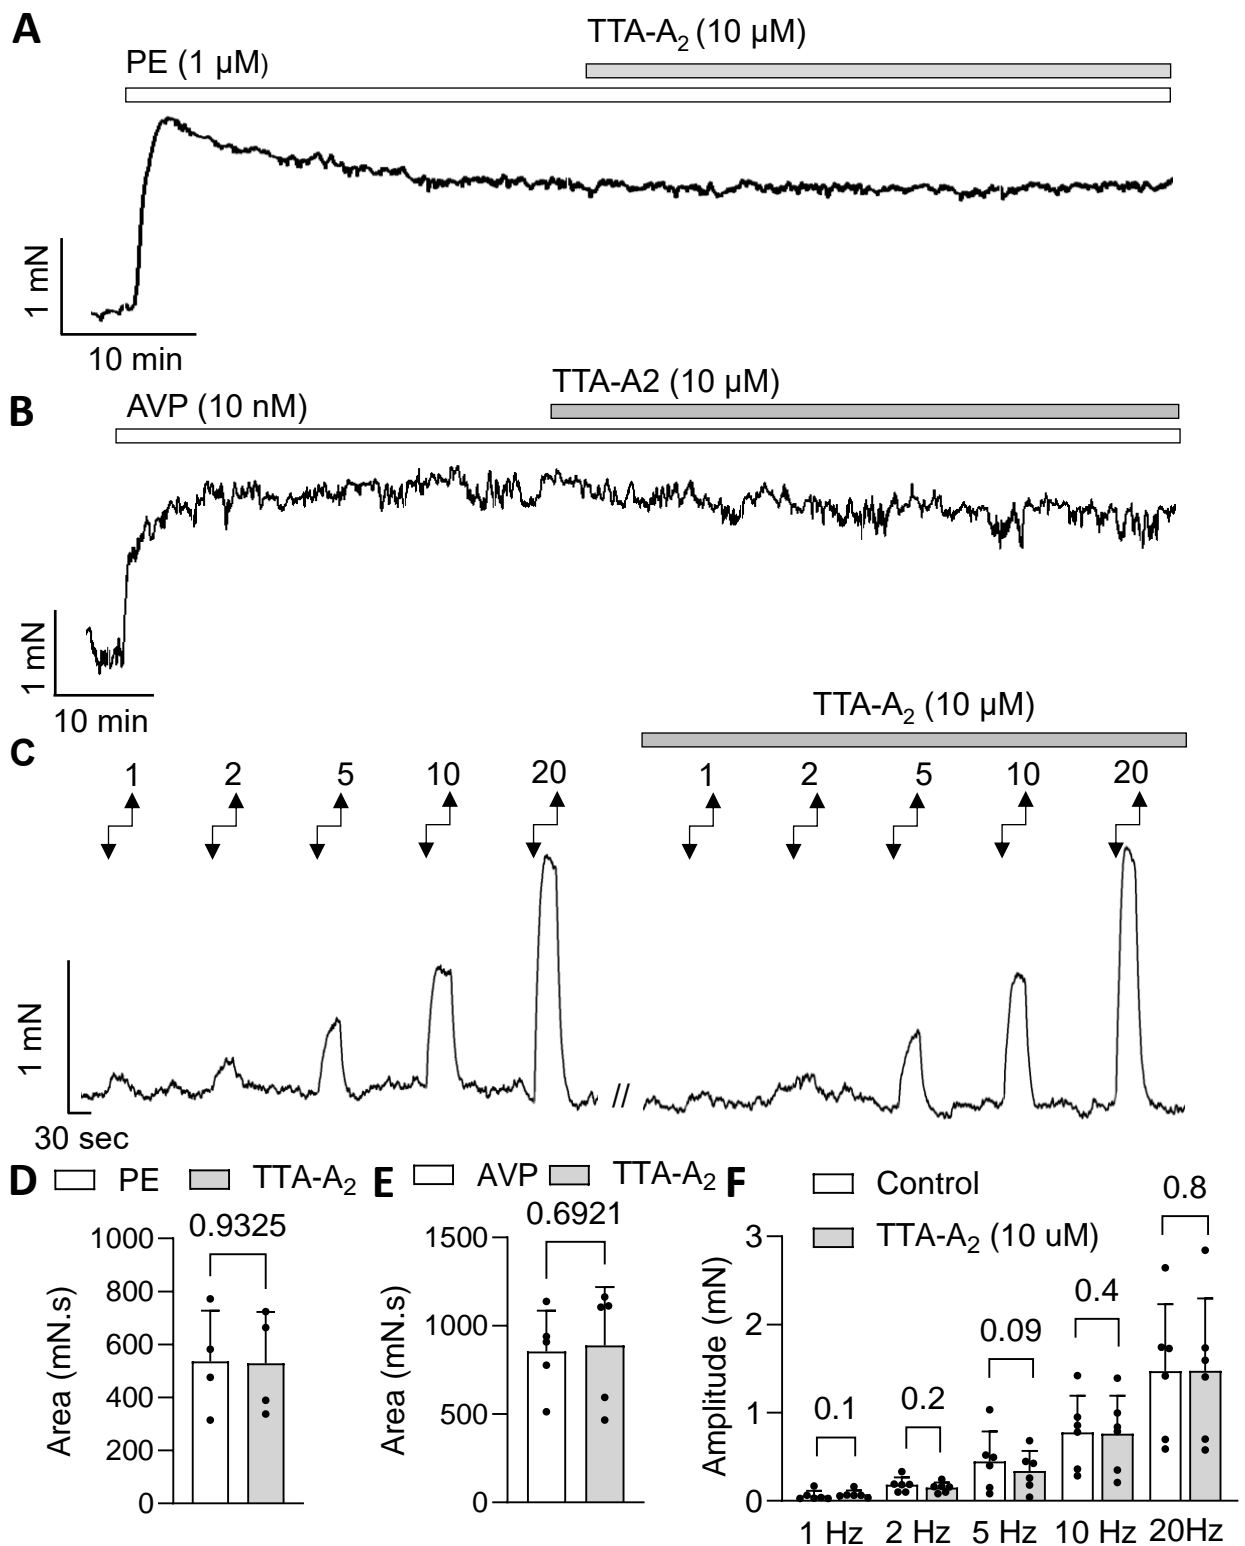 A
TTA-A2 (10 µM)
PE (1 µM)
1 mN
10 min
TTA-A2 (10 µM)
B
AVP (10 nM)
1 mN
10 min
TTA-A2 (10 µM)
C
1 2 5 10 20 1 2 5 10 20
1 mN
//
30 sec
D PE TTA-A2
0.9325
1000
800
600
400
200
0
Area (mN.s)
E AVP TTA-A2
0.6921
1500
1000
500
0
Area (mN.s)
F Control
TTA-A2 (10 uM)
0.8
0.4
0.09
0.2
0.1
3
2
1
0
Amplitude (mN)
1 Hz 2 Hz 5 Hz 10 Hz 20Hz